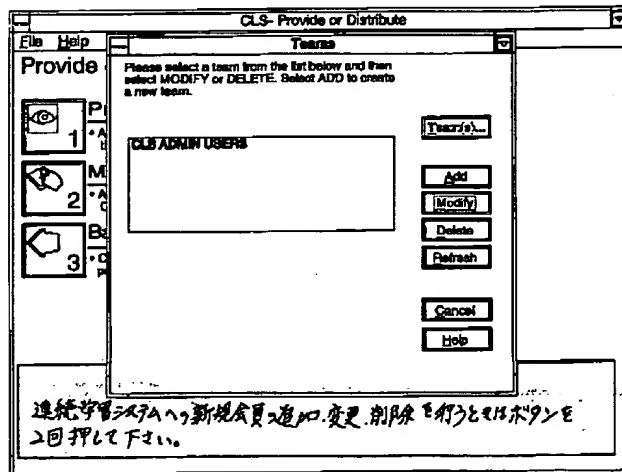 CLS- Provide or Distribute
File Help
Teams
Provide
Please select a team from the list below and then
select MODIFY or DELETE. Select ADD to create
a new team.
Team(s)...
CLS ADMIN USERS
1
2
3
Add
Modify
Delete
Refresh
Cancel
Help
連続学習システムへの新規会員の追加、変更、削除を行うときはボタンを
2回押して下さい。